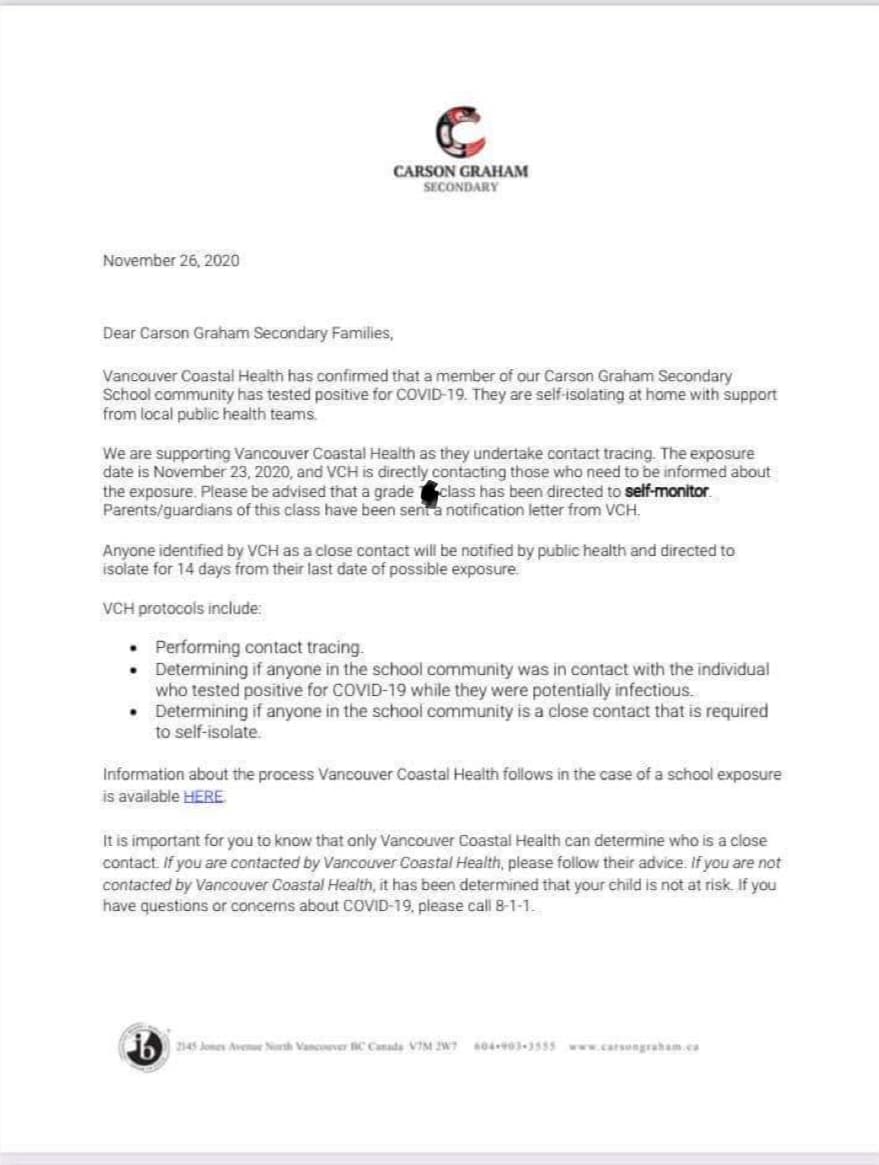 CARSON GRAHAM
SECONDARY
November 26, 2020
Dear Carson Graham Secondary Families,
Vancouver Coastal Health has confirmed that a member of our Carson Graham Secondary
School community has tested positive for COVID-19. They are self-isolating at home with support
from local public health teams.
We are supporting Vancouver Coastal Health as they undertake contact tracing. The exposure
date is November 23, 2020, and VCH is directly contacting those who need to be informed about
the exposure. Please be advised that a grade class has been directed to self-monitor.
Parents/guardians of this class have been sent a notification letter from VCH.
Anyone identified by VCH as a close contact will be notified by public health and directed to
isolate for 14 days from their last date of possible exposure.
VCH protocols include:
• Performing contact tracing.
• Determining if anyone in the school community was in contact with the individual
who tested positive for COVID-19 while they were potentially infectious.
• Determining if anyone in the school community is a close contact that is required
to self-isolate.
Information about the process Vancouver Coastal Health follows in the case of a school exposure
is available HERE.
It is important for you to know that only Vancouver Coastal Health can determine who is a close
contact. If you are contacted by Vancouver Coastal Health, please follow their advice. If you are not
contacted by Vancouver Coastal Health, it has been determined that your child is not at risk. If you
have questions or concerns about COVID-19, please call 8-1-1.
ib 2145 Jones Avenue North Vancouver BC Canada V7M 2W7 604•903•3555 www.carsongraham.ca